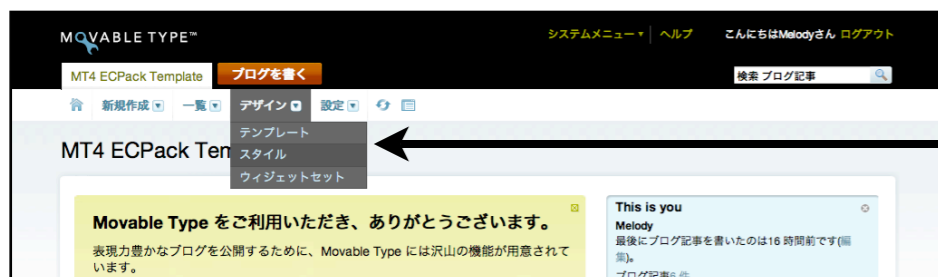 MOVABLE TYPE™
システムメニュー ヘルプ こんにちはMelodyさん ログアウト
MT4 ECPack Template ブログを書く 検索 ブログ記事
新規作成 一覧 デザイン 設定
テンプレート
MT4 ECPack Tem
スタイル
ウィジェットセット
Movable Type をご利用いただき、ありがとうございます。
表現力豊かなブログを公開するために、Movable Type には沢山の機能が用意されて
います。
This is you
Melody
最後にブログ記事を書いたのは16 時間前です(編
集)。
ブログ記事6 件